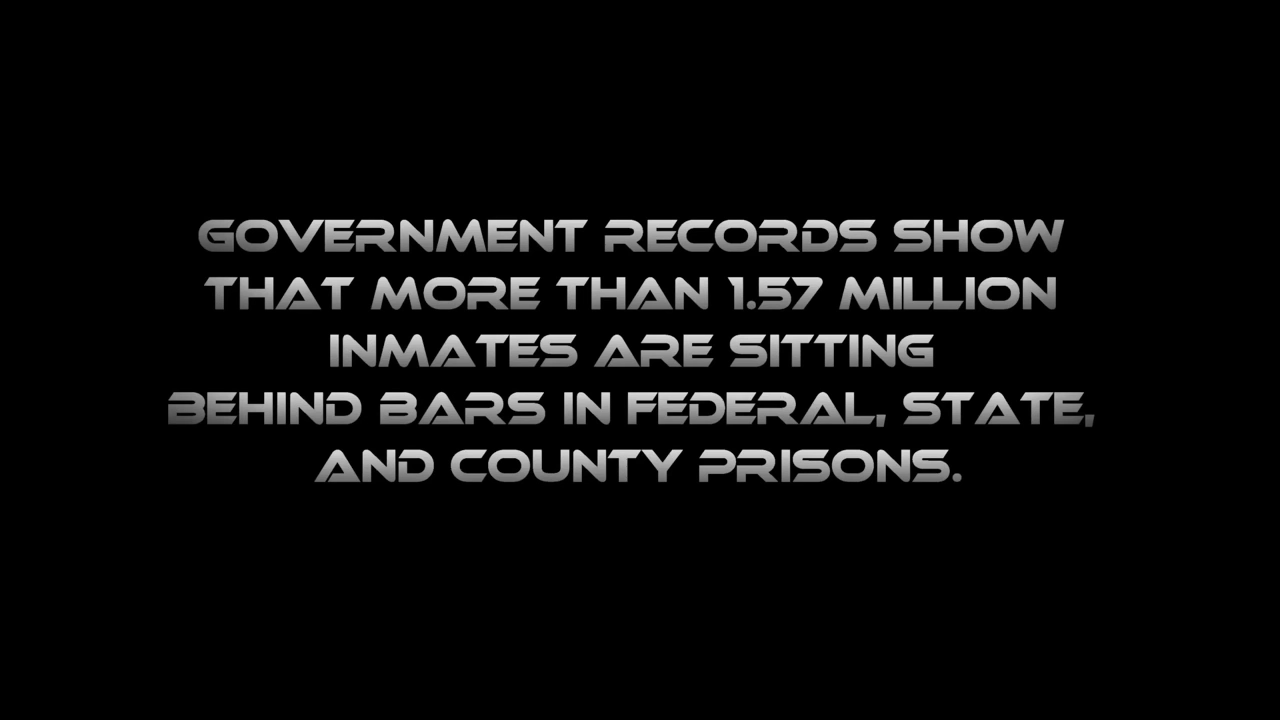 GOVERNMENT RECORDS SHOW
THAT MORE THAN 1.57 MILLION
INMATES ARE SITTING
BEHIND BARS IN FEDERAL, STATE,
AND COUNTY PRISONS.